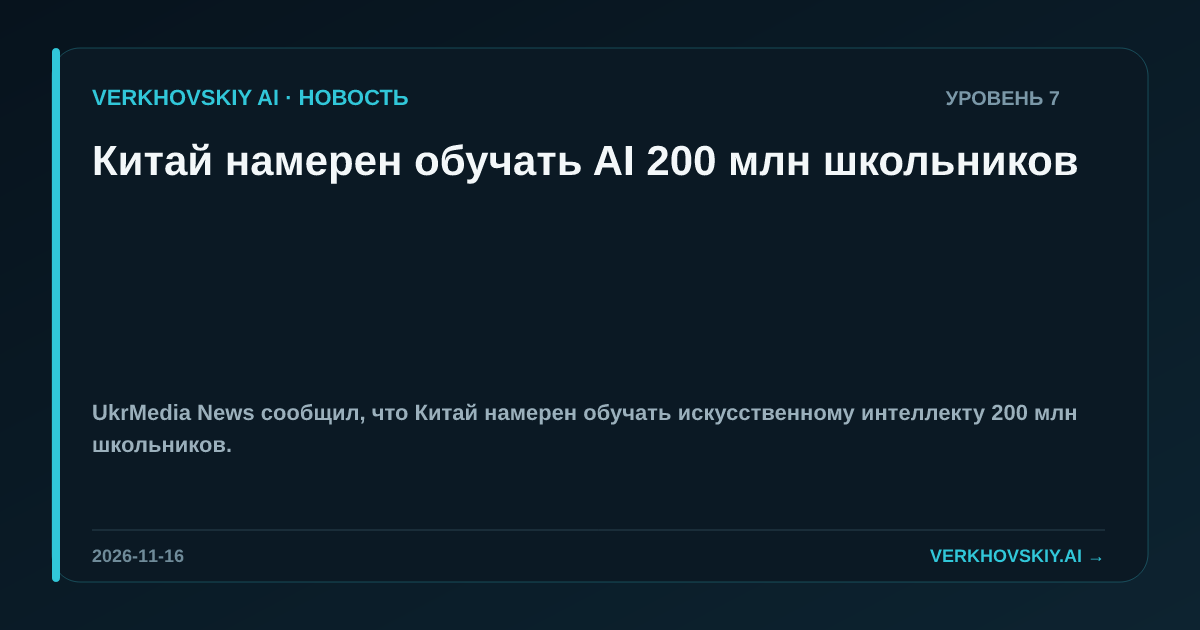 VERKHOVSKIY AI · НОВОСТЬ
УРОВЕНЬ 7
Китай намерен обучать AI 200 млн школьников
UkrMedia News сообщил, что Китай намерен обучать искусственному интеллекту 200 млн
школьников.
2026-11-16
VERKHOVSKIY.AI →